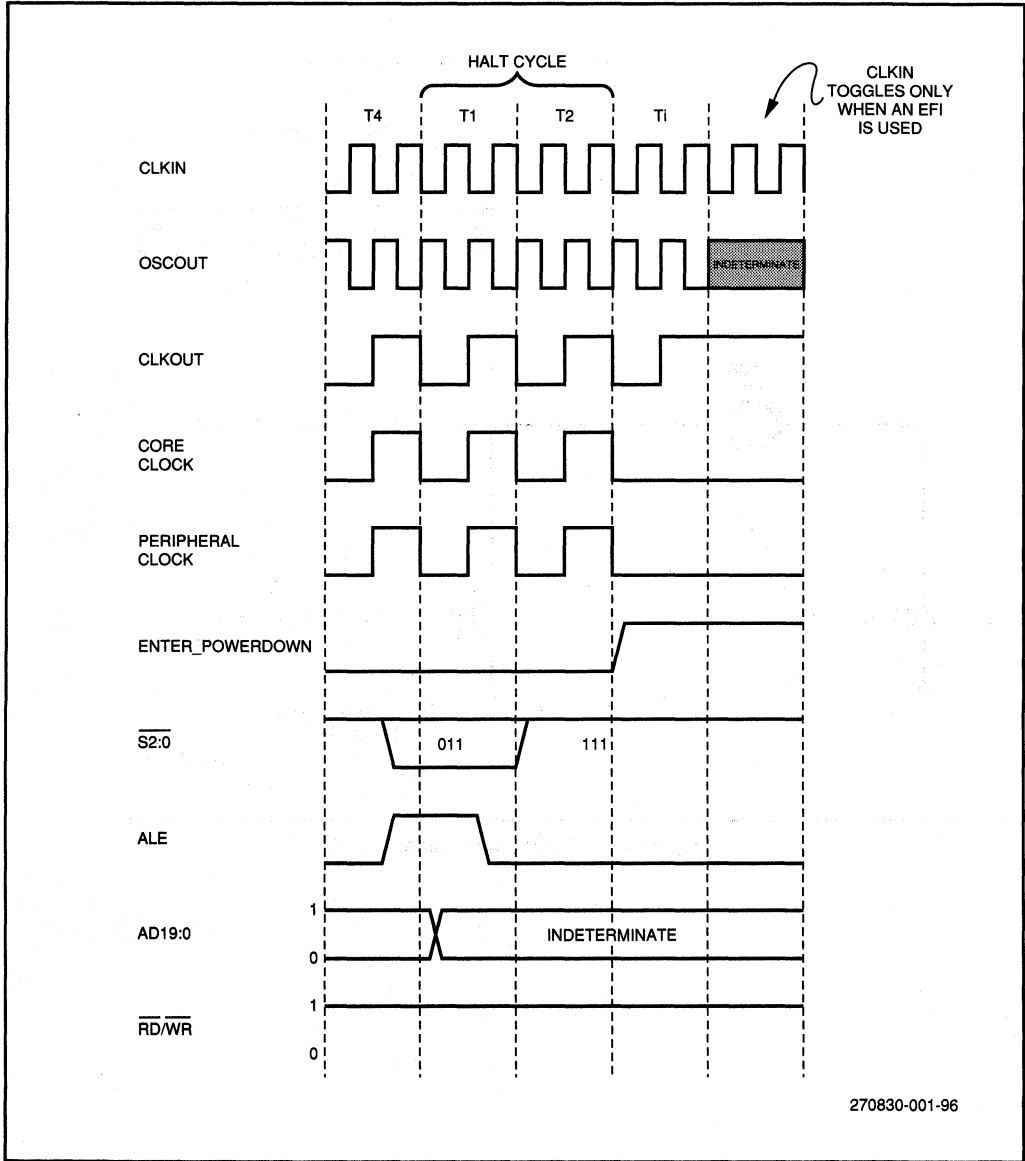 HALT CYCLE
CLKIN
TOGGLES ONLY
WHEN AN EFI
IS USED
T4 T1 T2 Ti
CLKIN
OSCOUT
INDETERMINATE
CLKOUT
CORE
CLOCK
PERIPHERAL
CLOCK
ENTER_POWERDOWN
S2:0
011 111
ALE
1
AD19:0
INDETERMINATE
0
1
RD/WR
0
270830-001-96